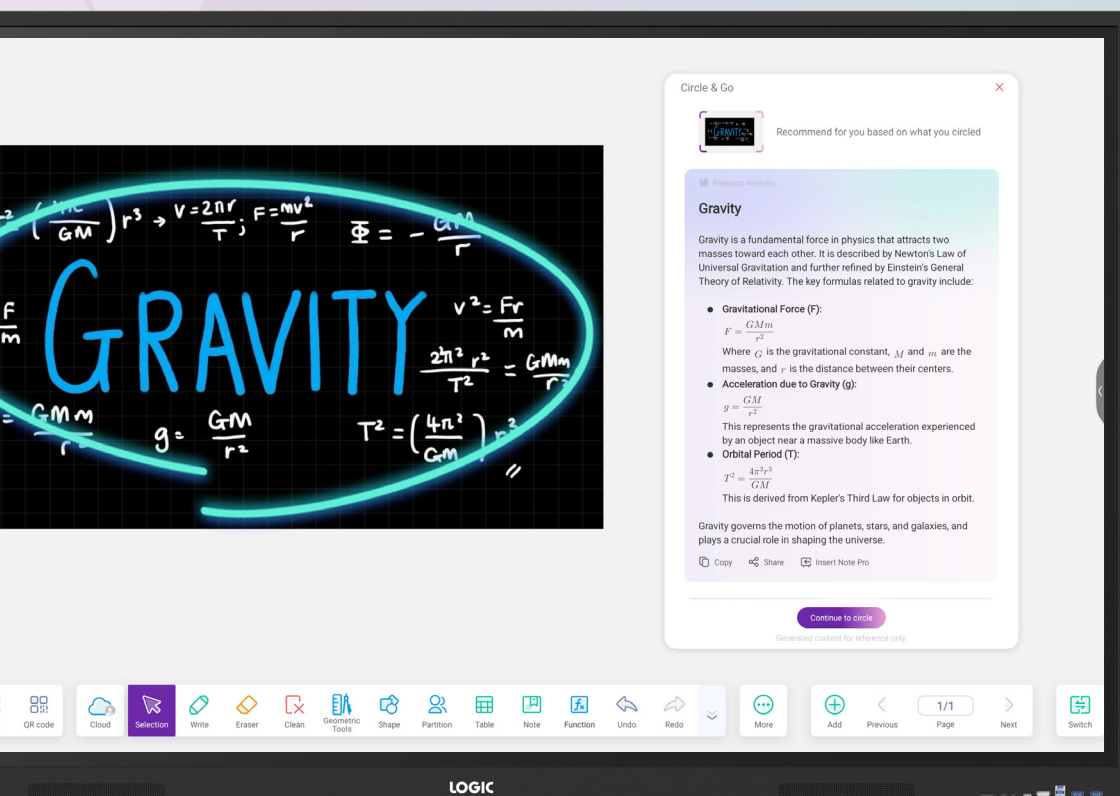 Circle & Go
Recommend for you based on what you circled
GRAVITY
Relevant Analysis
Gravity
Gravity is a fundamental force in physics that attracts two
masses toward each other. It is described by Newton's Law of
Universal Gravitation and further refined by Einstein's General
Theory of Relativity. The key formulas related to gravity include:
• Gravitational Force (F):
F = GMm / r²
Where G is the gravitational constant, M and m are the
masses, and r is the distance between their centers.
• Acceleration due to Gravity (g):
g = GM / r²
This represents the gravitational acceleration experienced
by an object near a massive body like Earth.
• Orbital Period (T):
T² = 4π²r³ / GM
This is derived from Kepler's Third Law for objects in orbit.
Gravity governs the motion of planets, stars, and galaxies, and
plays a crucial role in shaping the universe.
Copy Share Insert Note Pro
Continue to circle
Generated content for reference only.
GM ) r³ → V = 2πr / T ; F = mv² / r
Φ = - GM / r
F / m
GRAVITY
v² = Fr / m
2²π² r² / T² = GMm / r²
= GMm / r²
g = GM / r²
T² = ( 4π² / GM ) r³
QR code Cloud Selection Write Eraser Clean Geometric Tools Shape Partition Table Note Function Undo Redo More Add Previous 1/1 Page Next Switch
LOGIC